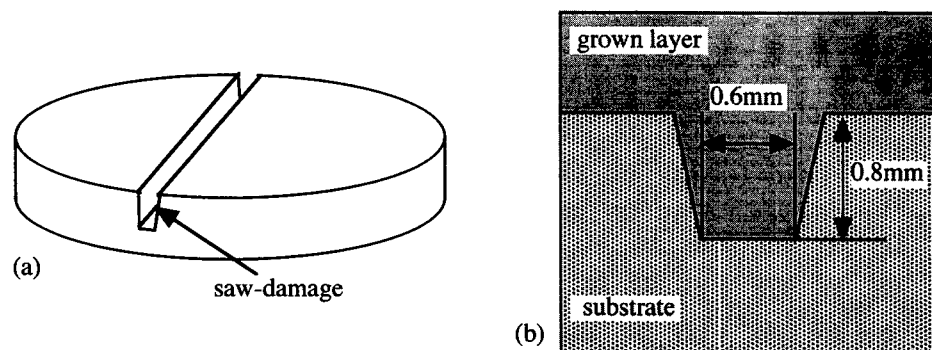 (a)
saw-damage
grown layer
0.6mm
0.8mm
substrate
(b)